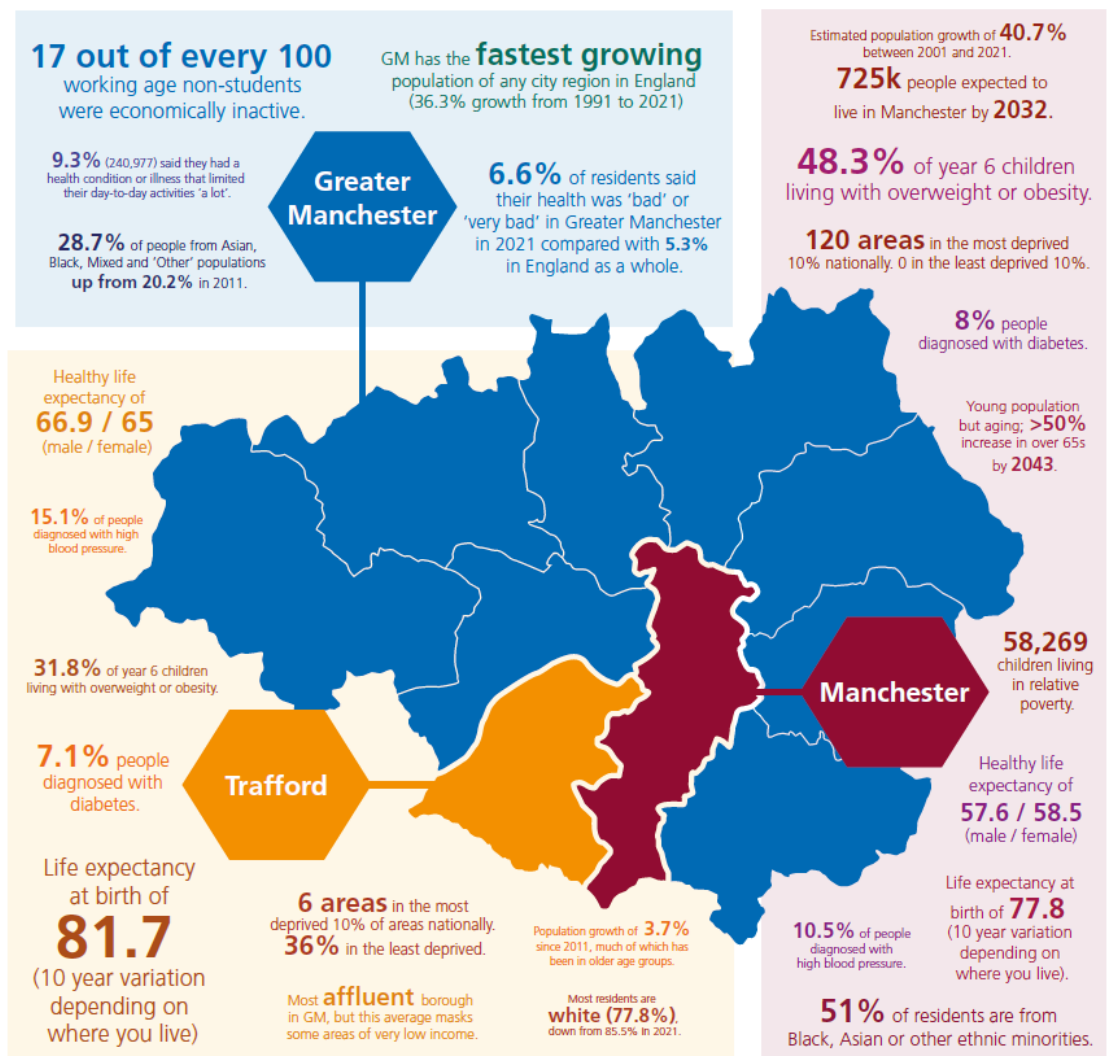 17 out of every 100
working age non-students
were economically inactive.
GM has the fastest growing
population of any city region in England
(36.3% growth from 1991 to 2021)
9.3% (240,977) said they had a
health condition or illness that limited
their day-to-day activities 'a lot'.
28.7% of people from Asian,
Black, Mixed and 'Other' populations
up from 20.2% in 2011.
Greater
Manchester
6.6% of residents said
their health was 'bad' or
'very bad' in Greater Manchester
in 2021 compared with 5.3%
in England as a whole.
Estimated population growth of 40.7%
between 2001 and 2021.
725k people expected to
live in Manchester by 2032.
48.3% of year 6 children
living with overweight or obesity.
120 areas in the most deprived
10% nationally. 0 in the least deprived 10%.
8% people
diagnosed with diabetes.
Young population
but aging; >50%
increase in over 65s
by 2043.
58,269
children living
in relative
poverty.
Manchester
Healthy life
expectancy of
57.6 / 58.5
(male / female)
Life expectancy at
birth of 77.8
(10 year variation
depending on
where you live).
10.5% of people
diagnosed with
high blood pressure.
51% of residents are from
Black, Asian or other ethnic minorities.
Healthy life
expectancy of
66.9 / 65
(male / female)
15.1% of people
diagnosed with high
blood pressure.
31.8% of year 6 children
living with overweight or obesity.
7.1% people
diagnosed with
diabetes.
Trafford
Life expectancy
at birth of
81.7
(10 year variation
depending on
where you live)
6 areas in the most
deprived 10% of areas nationally.
36% in the least deprived.
Most affluent borough
in GM, but this average masks
some areas of very low income.
Population growth of 3.7%
since 2011, much of which has
been in older age groups.
Most residents are
white (77.8%),
down from 85.5% in 2021.